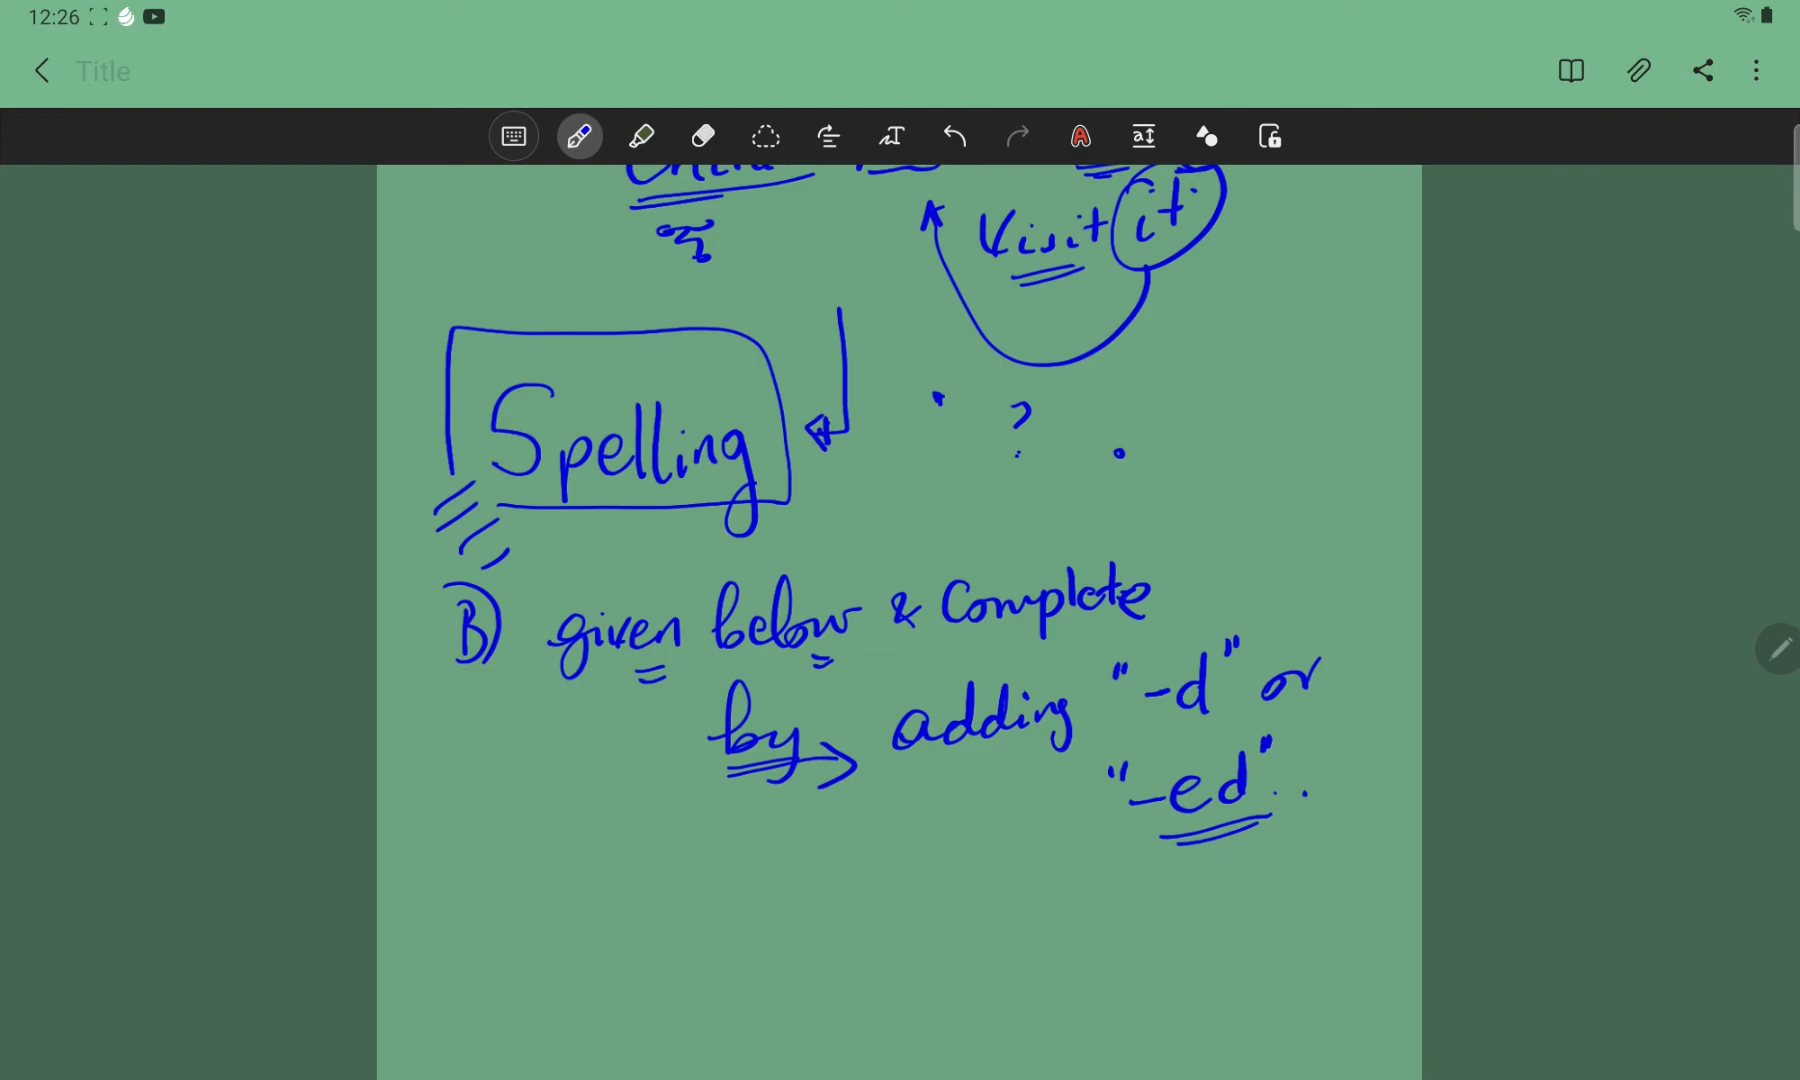 12:26
Title
Visit it
Spelling
?
B) given below & Complete
by adding "-d" or
"-ed"..